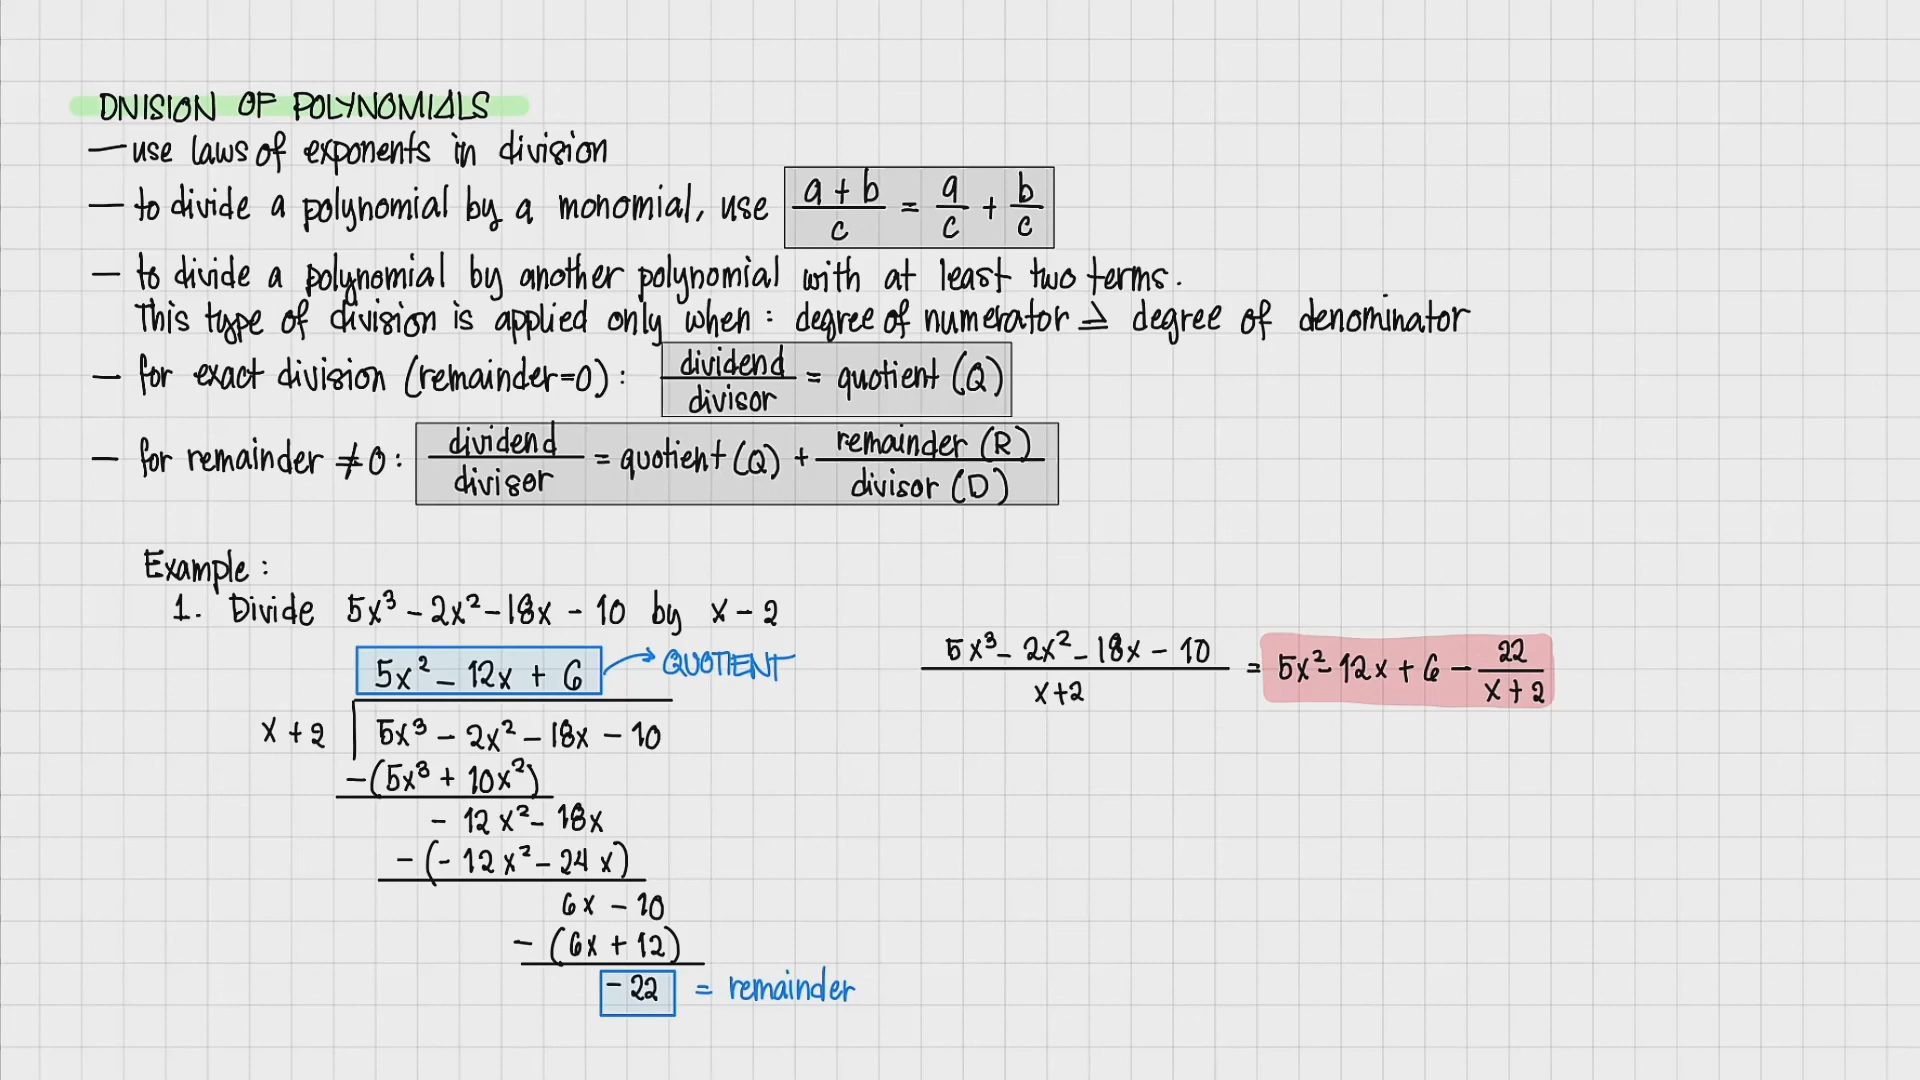 DIVISION OF POLYNOMIALS
— use laws of exponents in division
— to divide a polynomial by a monomial, use (a + b)/c = a/c + b/c
— to divide a polynomial by another polynomial with at least two terms.
This type of division is applied only when : degree of numerator ≥ degree of denominator
— for exact division (remainder=0) : dividend/divisor = quotient (Q)
— for remainder ≠ 0 : dividend/divisor = quotient (Q) + remainder (R)/divisor (D)
Example :
1. Divide 5x³ - 2x² - 18x - 10 by x - 2
5x² - 12x + 6 → QUOTIENT
x + 2 | 5x³ - 2x² - 18x - 10
-(5x³ + 10x²)
- 12x² - 18x
- (- 12x² - 24x)
6x - 10
- (6x + 12)
- 22 = remainder
(5x³ - 2x² - 18x - 10)/(x+2) = 5x² - 12x + 6 - 22/(x + 2)